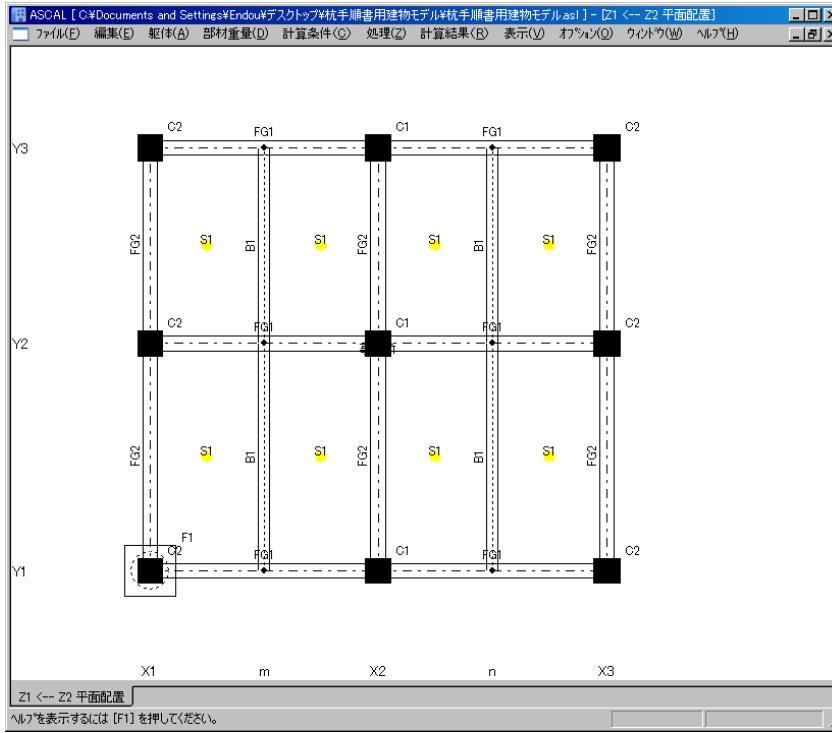 ASCAL [ C:¥Documents and Settings¥Endou¥デスクトップ¥杭手順書用建物モデル¥杭手順書用建物モデル.asl ] - [Z1 <-- Z2 平面配置]
ファイル(F) 編集(E) 躯体(A) 部材重量(D) 計算条件(C) 処理(Z) 計算結果(R) 表示(V) オプション(O) ウィンドウ(W) ヘルプ(H)
C2 FG1 C1 FG1 C2
Y3
FG2 S1 B1 S1 FG2 S1 B1 S1 FG2
C2 FG1 C1 FG1 C2
Y2
FG2 S1 B1 S1 FG2 S1 B1 S1 FG2
F1
C2 FG1 C1 FG1 C2
Y1
X1 m X2 n X3
Z1 <-- Z2 平面配置
ヘルプを表示するには [F1] を押してください。